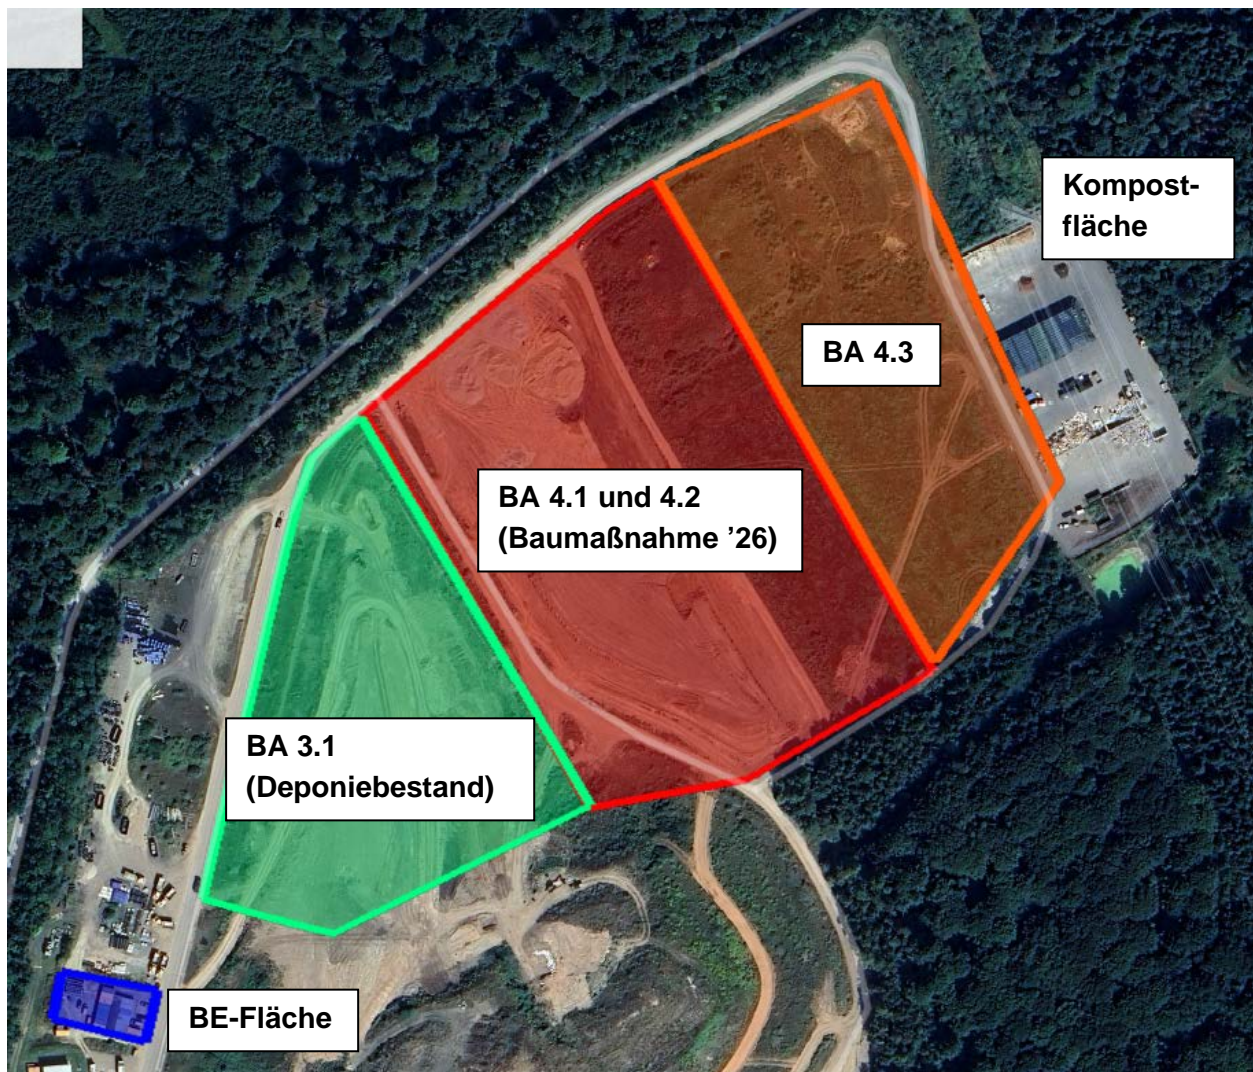 Kompost-
fläche
BA 4.3
BA 4.1 und 4.2
(Baumaßnahme ’26)
BA 3.1
(Deponiebestand)
BE-Fläche